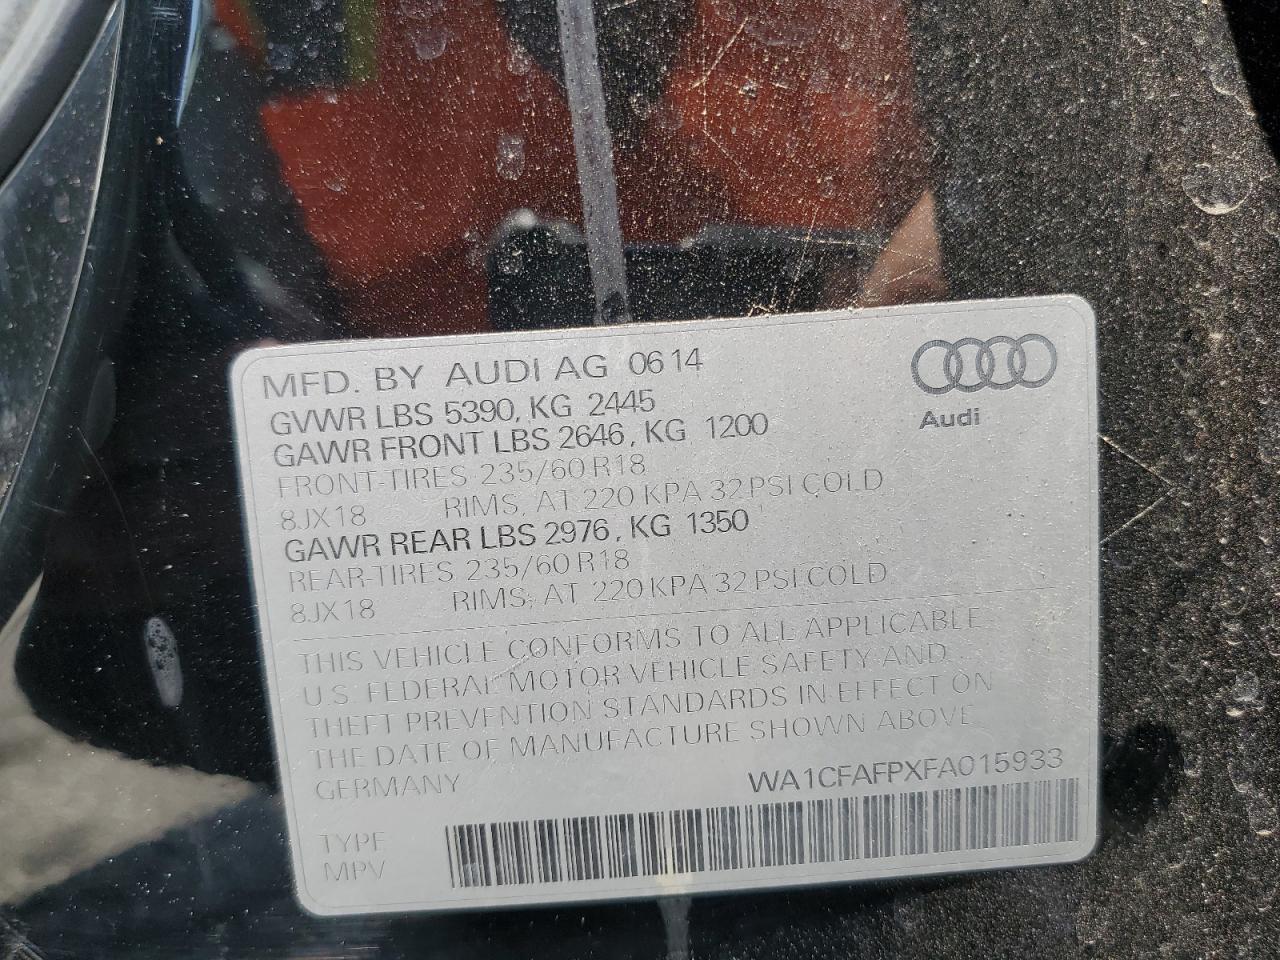 MFD. BY AUDI AG 0614
GVWR LBS 5390, KG 2445
GAWR FRONT LBS 2646, KG 1200
FRONT-TIRES 235/60 R18
8JX18 RIMS, AT 220 KPA 32 PSI COLD
GAWR REAR LBS 2976, KG 1350
REAR-TIRES 235/60 R18
8JX18 RIMS, AT 220 KPA 32 PSI COLD
Audi
THIS VEHICLE CONFORMS TO ALL APPLICABLE
U.S. FEDERAL MOTOR VEHICLE SAFETY AND
THEFT PREVENTION STANDARDS IN EFFECT ON
THE DATE OF MANUFACTURE SHOWN ABOVE
GERMANY WA1CFAFPXFA015933
TYPE
MPV